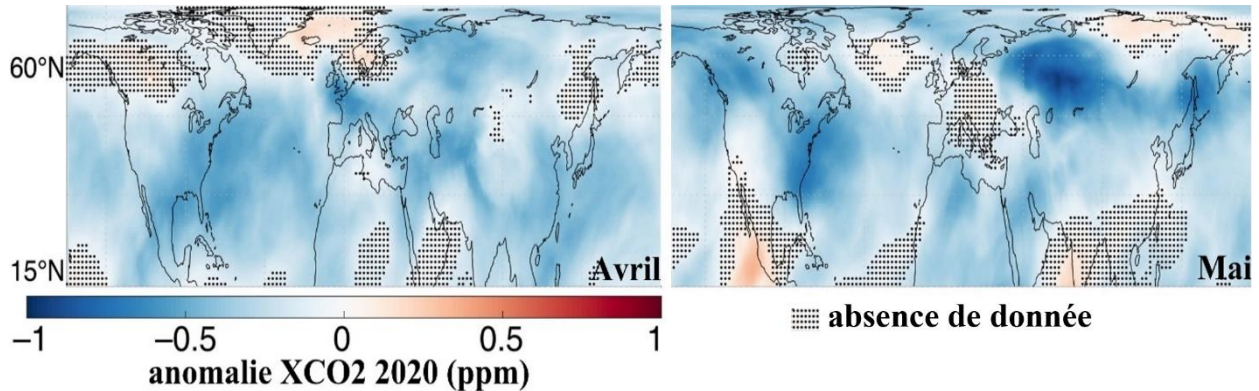 60°N
15°N
Avril
Mai
−1
−0.5
0
0.5
1
anomalie XCO2 2020 (ppm)
absence de donnée